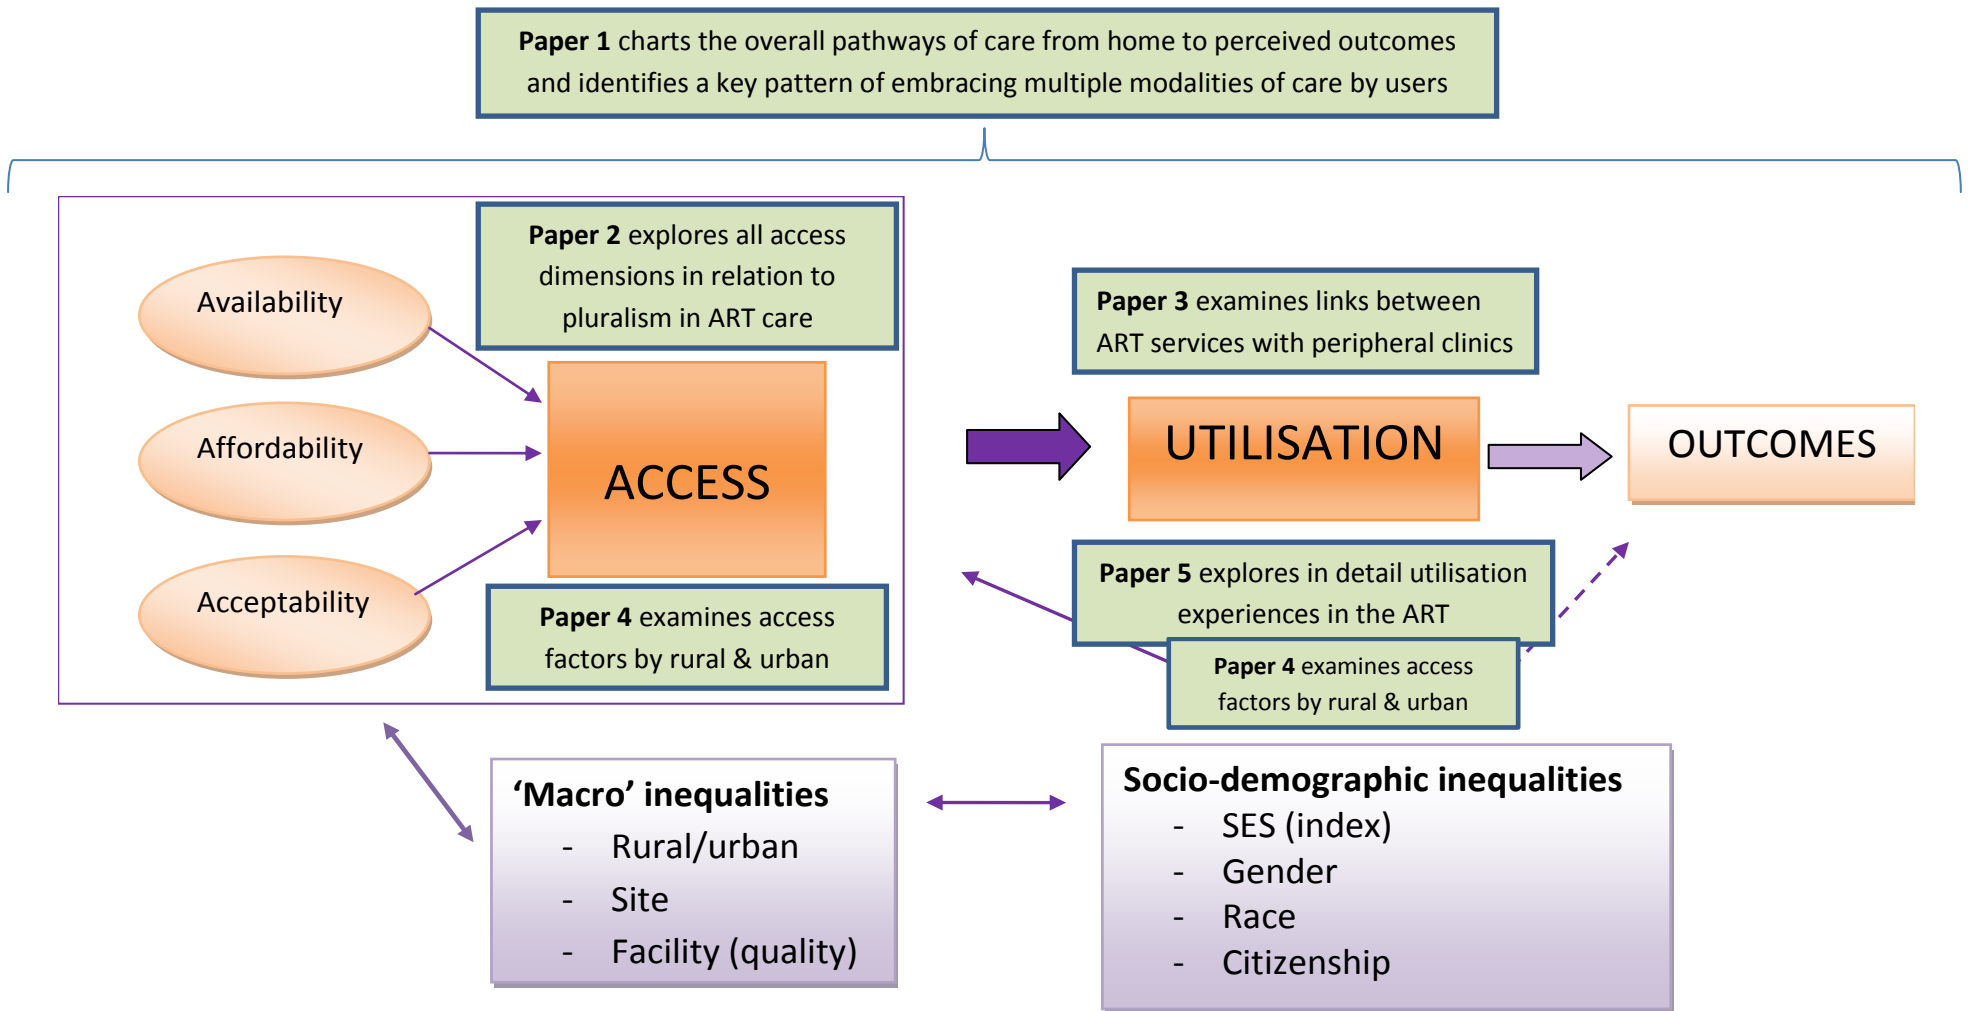 Paper 1 charts the overall pathways of care from home to perceived outcomes
and identifies a key pattern of embracing multiple modalities of care by users
Paper 2 explores all access
dimensions in relation to
pluralism in ART care
Availability
Affordability
Acceptability
ACCESS
Paper 4 examines access
factors by rural & urban
Paper 3 examines links between
ART services with peripheral clinics
UTILISATION
OUTCOMES
Paper 5 explores in detail utilisation
experiences in the ART
Paper 4 examines access
factors by rural & urban
‘Macro’ inequalities
- Rural/urban
- Site
- Facility (quality)
Socio-demographic inequalities
- SES (index)
- Gender
- Race
- Citizenship